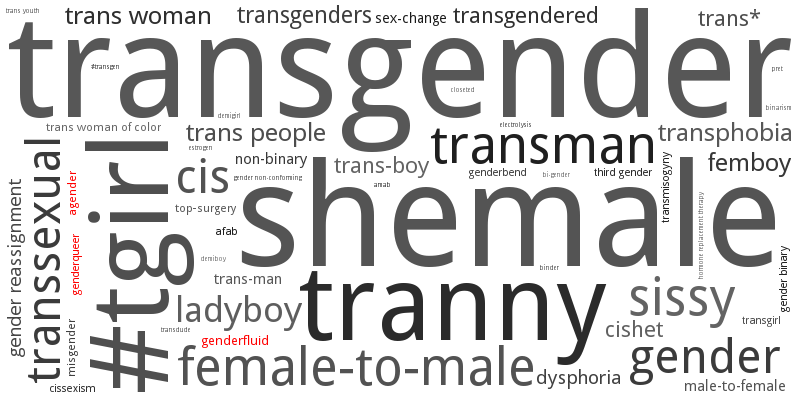 trans youth
trans woman
transgenders
sex-change
transgendered
trans*
transgender
#transgen
closeted
pret
binarism
demigirl
trans woman of color
trans people
electrolysis
transman
transphobia
estrogen
non-binary
trans-boy
genderbend
third gender
femboy
cis
gender non-conforming
amab
bi-gender
transmisogyny
hormone replacement therapy
shemale
gender reassignment
transsexual
agender
#tgirl
top-surgery
afab
genderqueer
demiboy
trans-man
binder
gender binary
tranny
sissy
ladyboy
transdude
transgirl
misgender
genderfluid
cishet
female-to-male
gender
dysphoria
male-to-female
cissexism